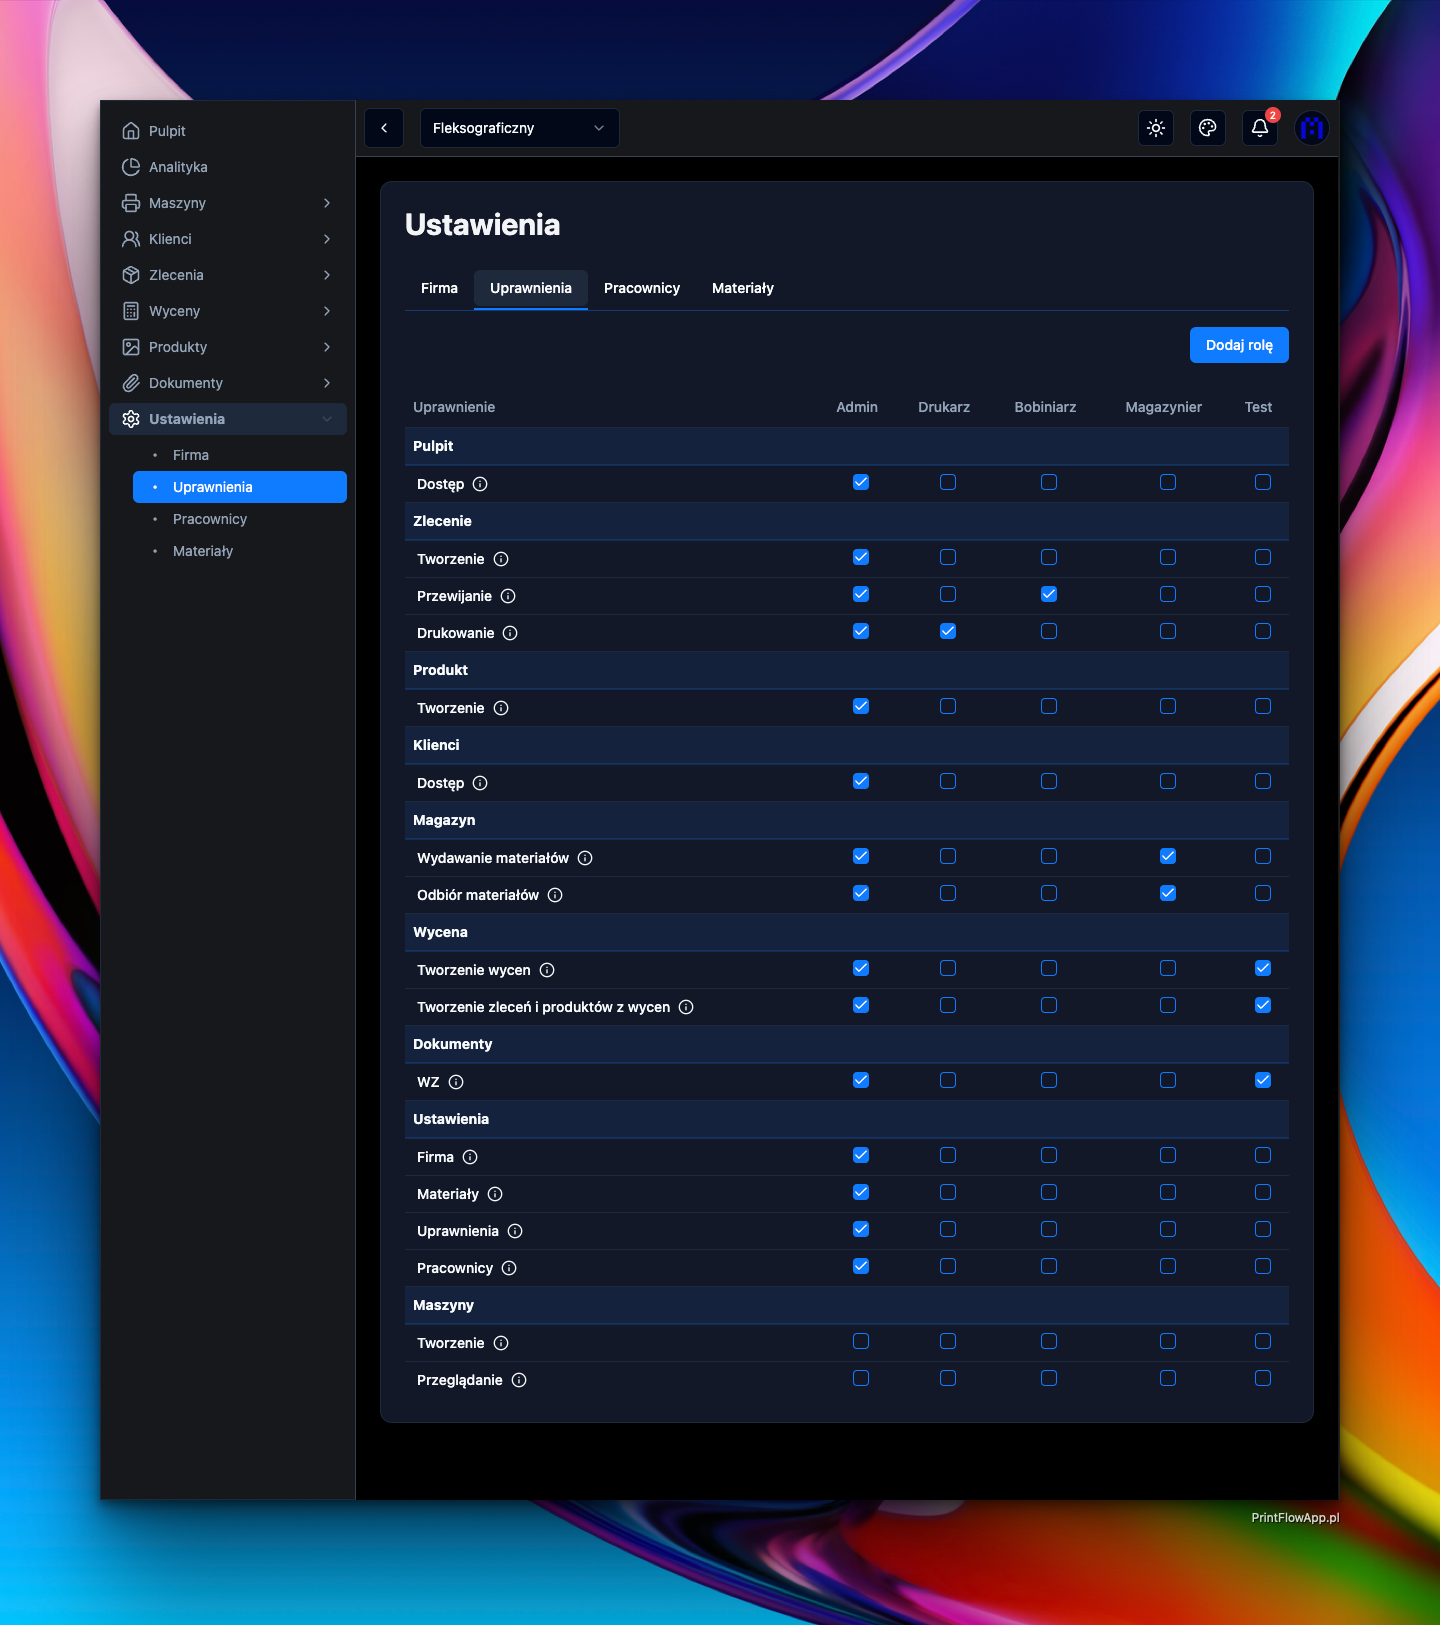 Pulpit
Analityka
Maszyny
Klienci
Zlecenia
Wyceny
Produkty
Dokumenty
Ustawienia
Firma
Uprawnienia
Pracownicy
Materiały
Fleksograficzny
2
Ustawienia
Firma Uprawnienia Pracownicy Materiały
Dodaj rolę
Uprawnienie Admin Drukarz Bobiniarz Magazynier Test
Pulpit
Dostęp
Zlecenie
Tworzenie
Przewijanie
Drukowanie
Produkt
Tworzenie
Klienci
Dostęp
Magazyn
Wydawanie materiałów
Odbiór materiałów
Wycena
Tworzenie wycen
Tworzenie zleceń i produktów z wycen
Dokumenty
WZ
Ustawienia
Firma
Materiały
Uprawnienia
Pracownicy
Maszyny
Tworzenie
Przeglądanie
PrintFlowApp.pl